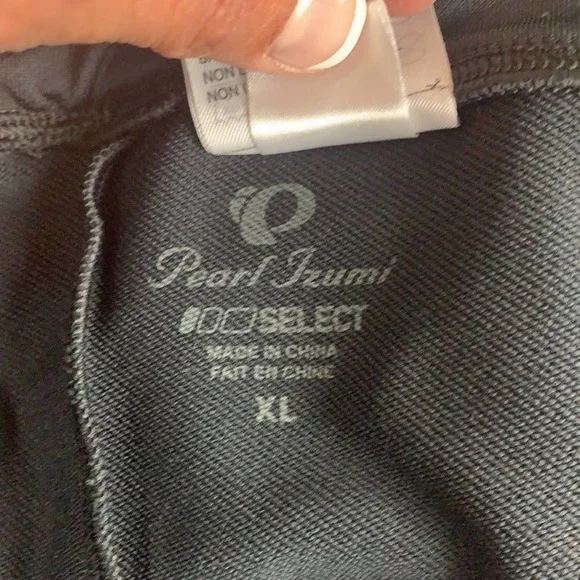 NON
NON
Pearl Izumi
SELECT
MADE IN CHINA
FAIT EN CHINE
XL